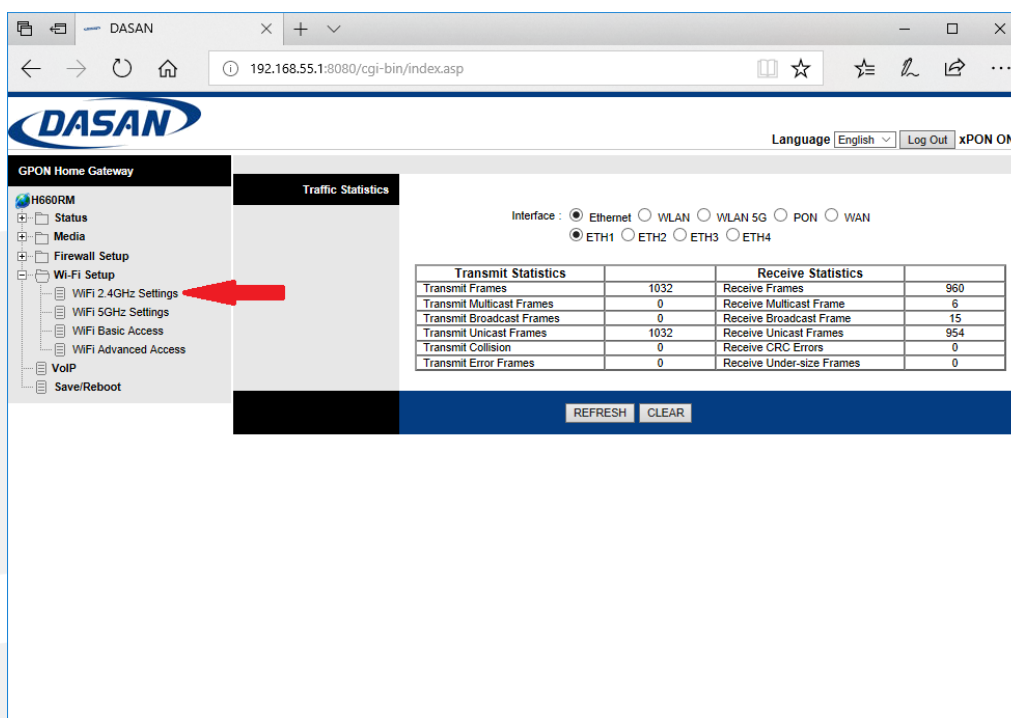 DASAN
192.168.55.1:8080/cgi-bin/index.asp
DASAN
Language English Log Out xPON ON
GPON Home Gateway
Traffic Statistics
H660RM
Status
Media
Firewall Setup
Wi-Fi Setup
WiFi 2.4GHz Settings
WiFi 5GHz Settings
WiFi Basic Access
WiFi Advanced Access
VoIP
Save/Reboot
Interface : Ethernet WLAN WLAN 5G PON WAN
ETH1 ETH2 ETH3 ETH4
Transmit Statistics Receive Statistics
Transmit Frames 1032 Receive Frames 960
Transmit Multicast Frames 0 Receive Multicast Frame 6
Transmit Broadcast Frames 0 Receive Broadcast Frame 15
Transmit Unicast Frames 1032 Receive Unicast Frames 954
Transmit Collision 0 Receive CRC Errors 0
Transmit Error Frames 0 Receive Under-size Frames 0
REFRESH CLEAR